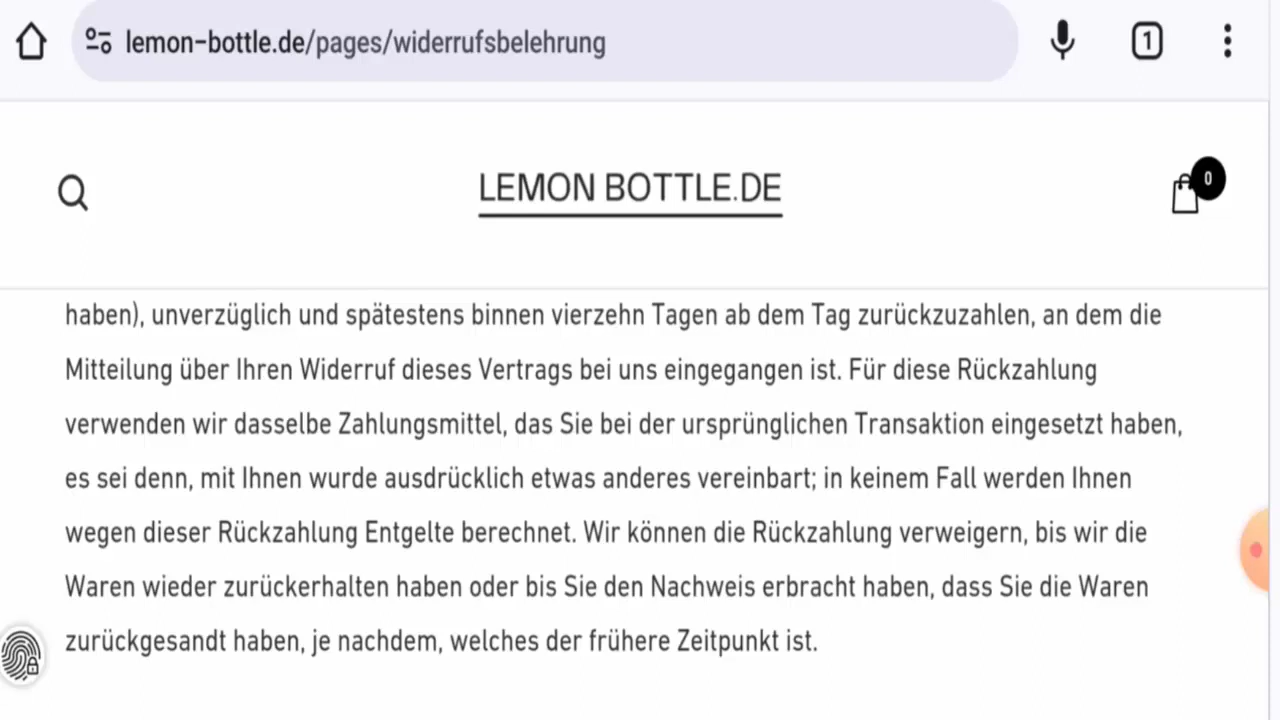 lemon-bottle.de/pages/widerrufsbelehrung
1
LEMON BOTTLE.DE
0
haben), unverzüglich und spätestens binnen vierzehn Tagen ab dem Tag zurückzuzahlen, an dem die
Mitteilung über Ihren Widerruf dieses Vertrags bei uns eingegangen ist. Für diese Rückzahlung
verwenden wir dasselbe Zahlungsmittel, das Sie bei der ursprünglichen Transaktion eingesetzt haben,
es sei denn, mit Ihnen wurde ausdrücklich etwas anderes vereinbart; in keinem Fall werden Ihnen
wegen dieser Rückzahlung Entgelte berechnet. Wir können die Rückzahlung verweigern, bis wir die
Waren wieder zurückerhalten haben oder bis Sie den Nachweis erbracht haben, dass Sie die Waren
zurückgesandt haben, je nachdem, welches der frühere Zeitpunkt ist.